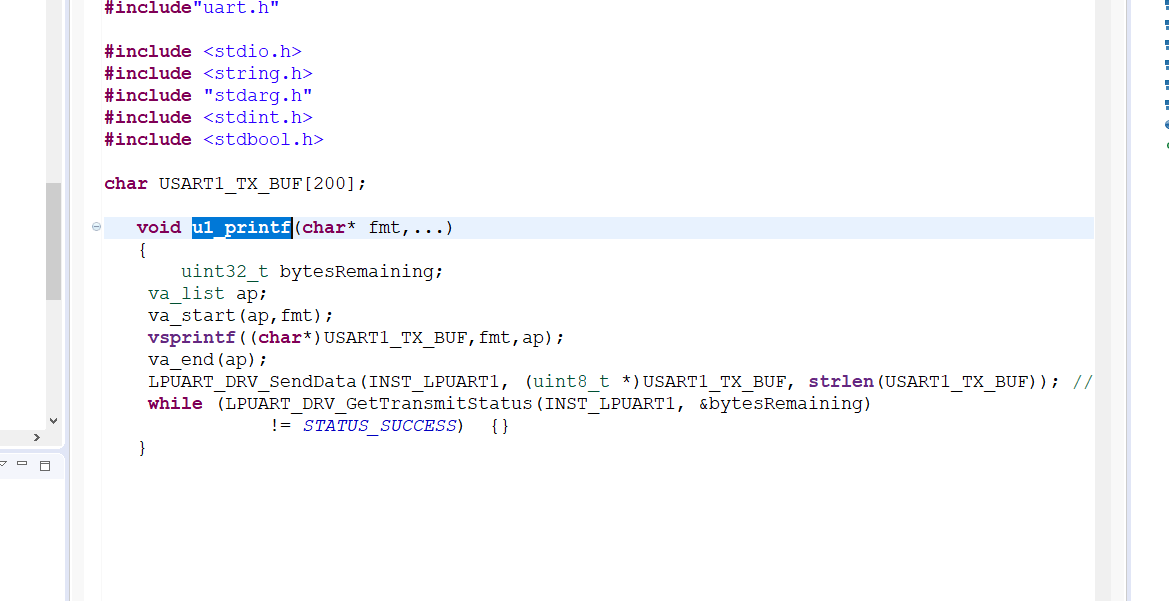 #include"uart.h"
#include <stdio.h>
#include <string.h>
#include "stdarg.h"
#include <stdint.h>
#include <stdbool.h>
char USART1_TX_BUF[200];
void u1_printf(char* fmt,...)
{
uint32_t bytesRemaining;
va_list ap;
va_start(ap,fmt);
vsprintf((char*)USART1_TX_BUF,fmt,ap);
va_end(ap);
LPUART_DRV_SendData(INST_LPUART1, (uint8_t *)USART1_TX_BUF, strlen(USART1_TX_BUF)); //
while (LPUART_DRV_GetTransmitStatus(INST_LPUART1, &bytesRemaining)
!= STATUS_SUCCESS) {}
}